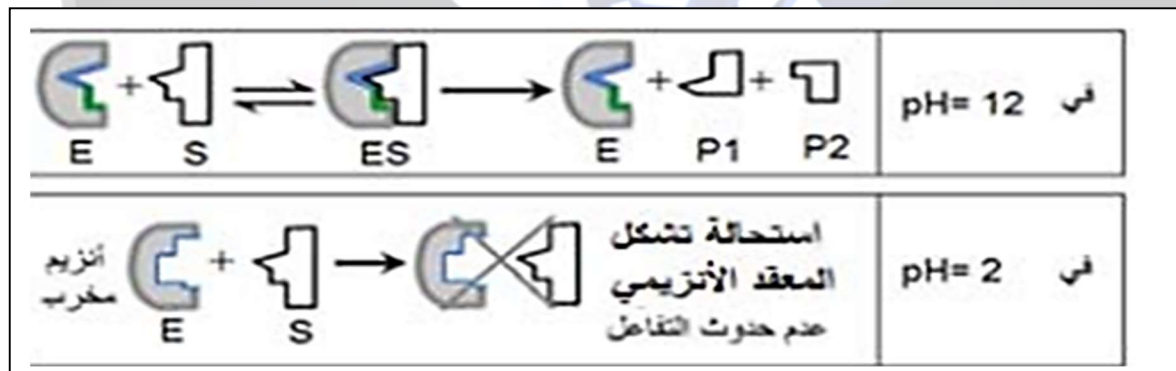 في pH= 12
+ ⇌ → + +
E S ES E P1 P2
في pH= 2
أنزيم
مخرب
+ →
E S
استحالة تشكل
المعقد الأنزيمي
عدم حدوث التفاعل